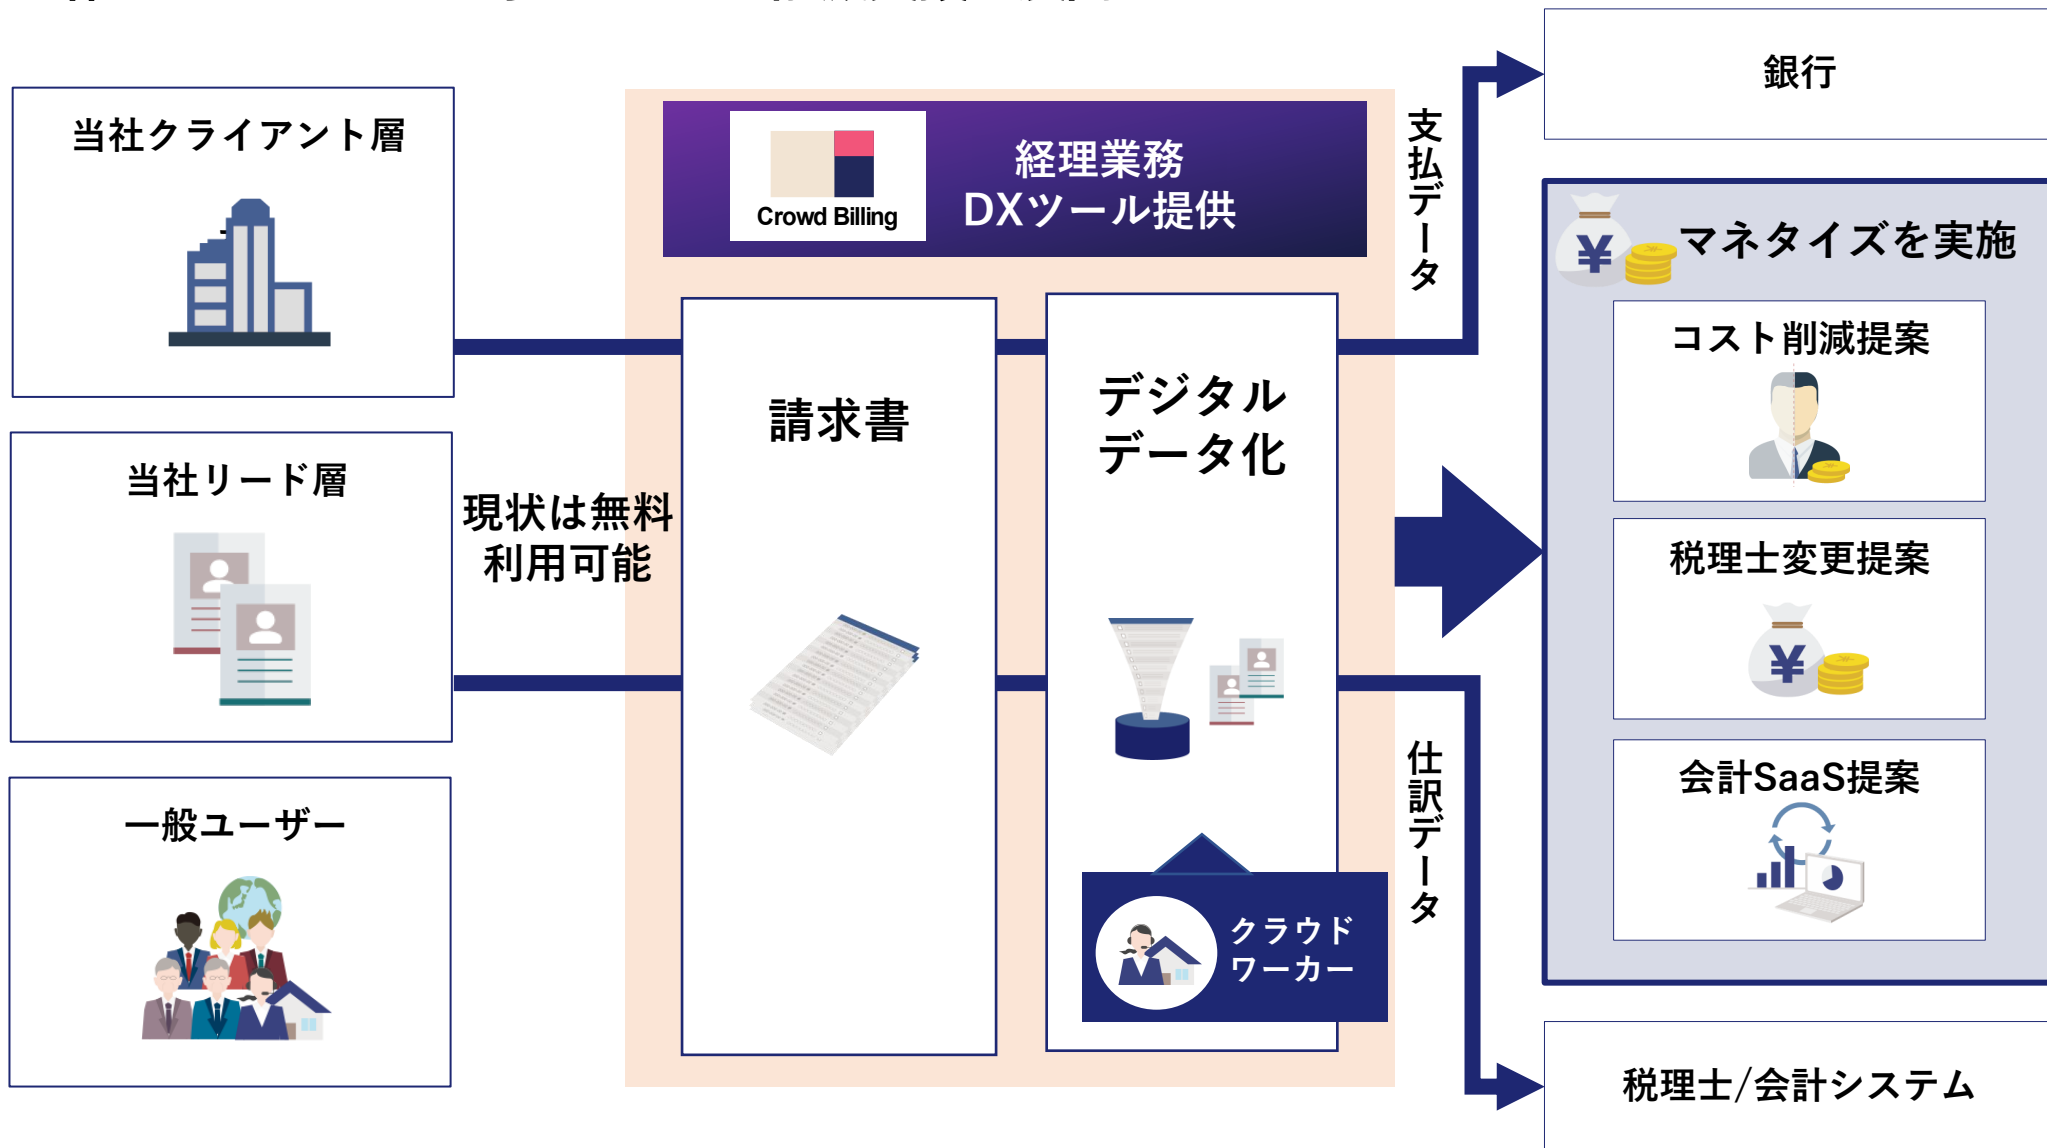 当社クライアント層
当社リード層
一般ユーザー
現状は無料
利用可能
Crowd Billing
経理業務
DXツール提供
請求書
デジタル
データ化
クラウド
ワーカー
支払データ
仕訳データ
銀行
¥
マネタイズを実施
コスト削減提案
税理士変更提案
¥
会計SaaS提案
税理士/会計システム